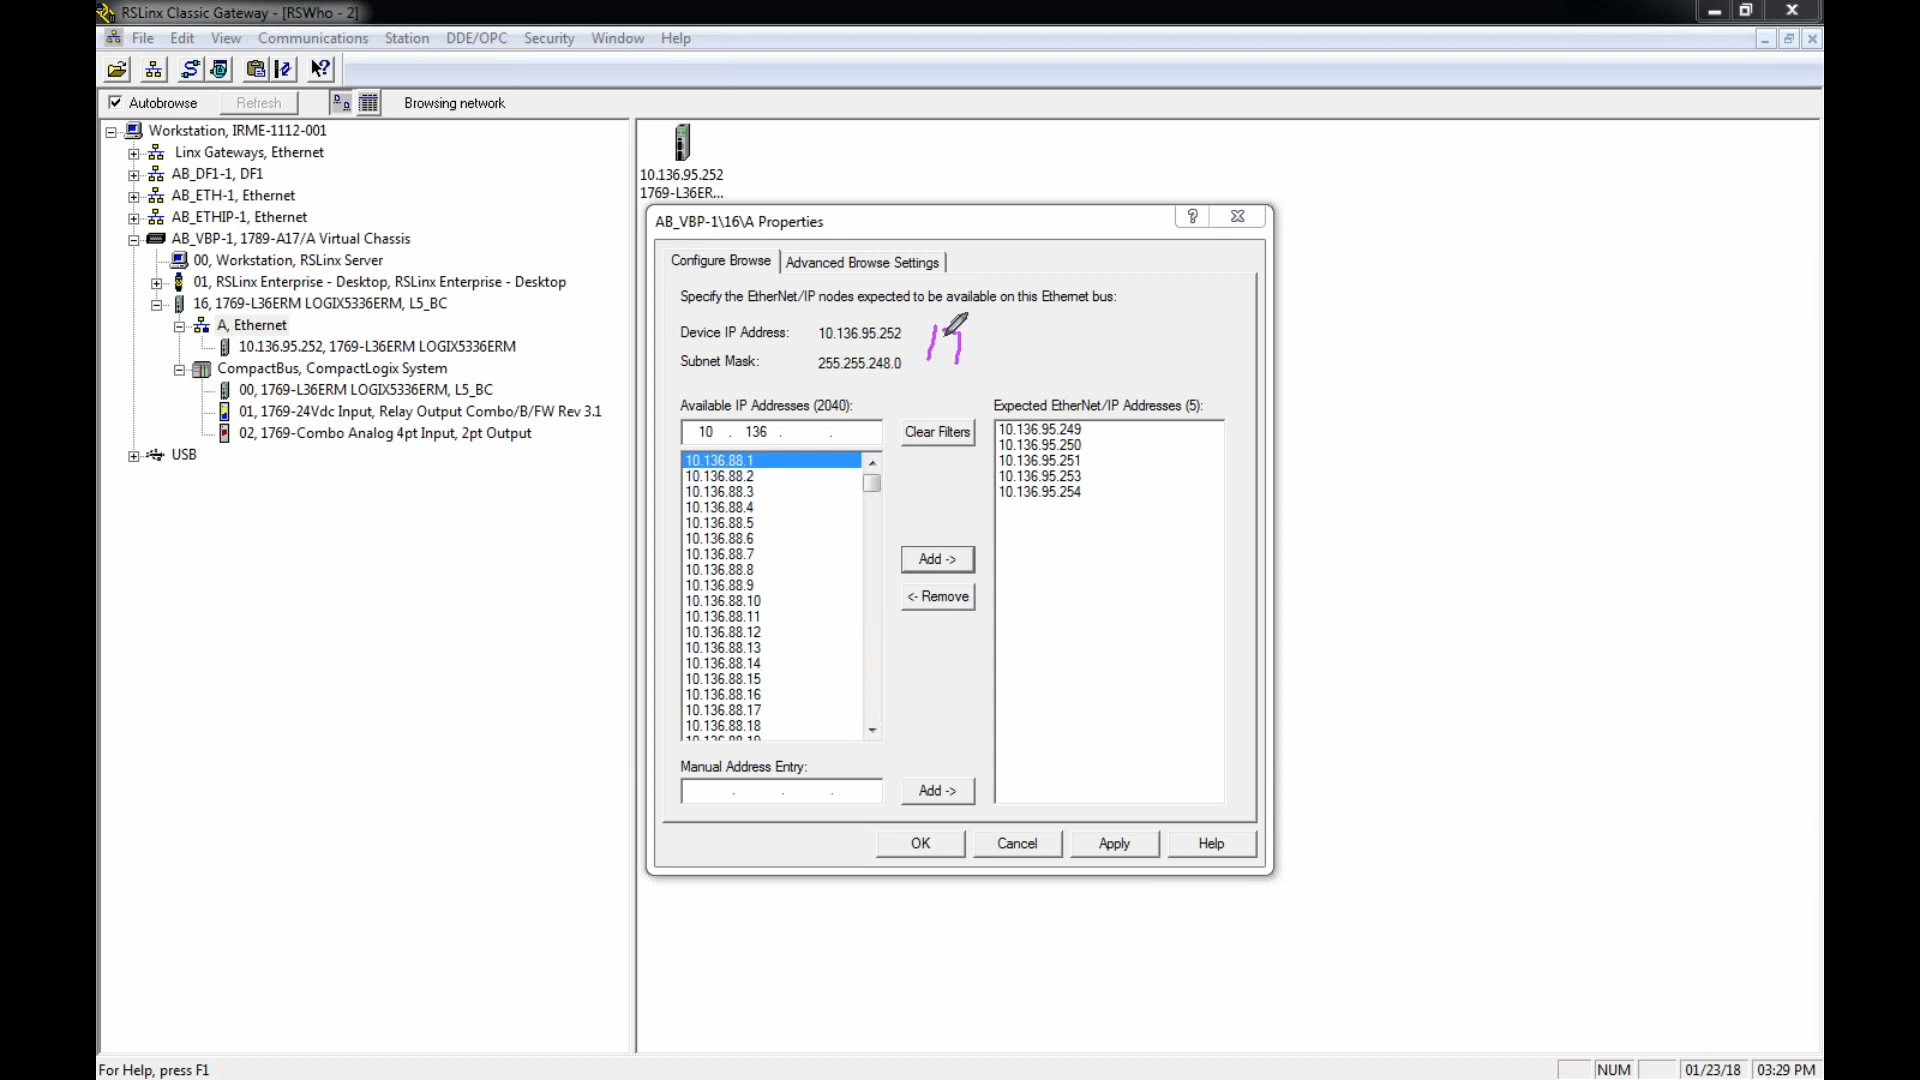 RSLinx Classic Gateway - [RSWho - 2]
File Edit View Communications Station DDE/OPC Security Window Help
Autobrowse Refresh Browsing network
Workstation, IRME-1112-001
Linx Gateways, Ethernet
AB_DF1-1, DF1
AB_ETH-1, Ethernet
AB_ETHIP-1, Ethernet
AB_VBP-1, 1789-A17/A Virtual Chassis
00, Workstation, RSLinx Server
01, RSLinx Enterprise - Desktop, RSLinx Enterprise - Desktop
16, 1769-L36ERM LOGIX5336ERM, L5_BC
A, Ethernet
10.136.95.252, 1769-L36ERM LOGIX5336ERM
CompactBus, CompactLogix System
00, 1769-L36ERM LOGIX5336ERM, L5_BC
01, 1769-24Vdc Input, Relay Output Combo/B/FW Rev 3.1
02, 1769-Combo Analog 4pt Input, 2pt Output
USB
10.136.95.252
1769-L36ER...
AB_VBP-1\16\A Properties
Configure Browse Advanced Browse Settings
Specify the EtherNet/IP nodes expected to be available on this Ethernet bus:
Device IP Address: 10.136.95.252
Subnet Mask: 255.255.248.0
Available IP Addresses (2040):
10 . 136 . .
Clear Filters
10.136.88.1
10.136.88.2
10.136.88.3
10.136.88.4
10.136.88.5
10.136.88.6
10.136.88.7
10.136.88.8
10.136.88.9
10.136.88.10
10.136.88.11
10.136.88.12
10.136.88.13
10.136.88.14
10.136.88.15
10.136.88.16
10.136.88.17
10.136.88.18
10.136.88.19
Add ->
<- Remove
Expected EtherNet/IP Addresses (5):
10.136.95.249
10.136.95.250
10.136.95.251
10.136.95.253
10.136.95.254
Manual Address Entry:
. . .
Add ->
OK Cancel Apply Help
For Help, press F1
NUM 01/23/18 03:29 PM